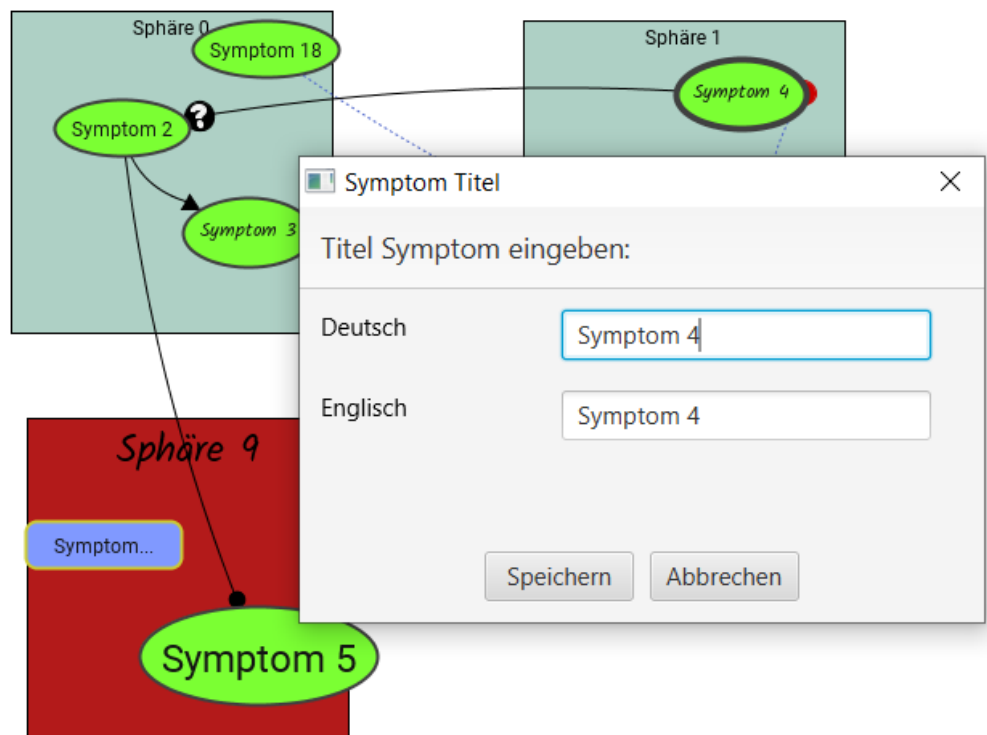 Sphäre 0
Symptom 18
Sphäre 1
Symptom 4
?
Symptom 2
Symptom 3
Symptom Titel
Titel Symptom eingeben:
Deutsch
Symptom 4
Englisch
Symptom 4
Speichern
Abbrechen
Sphäre 9
Symptom...
Symptom 5